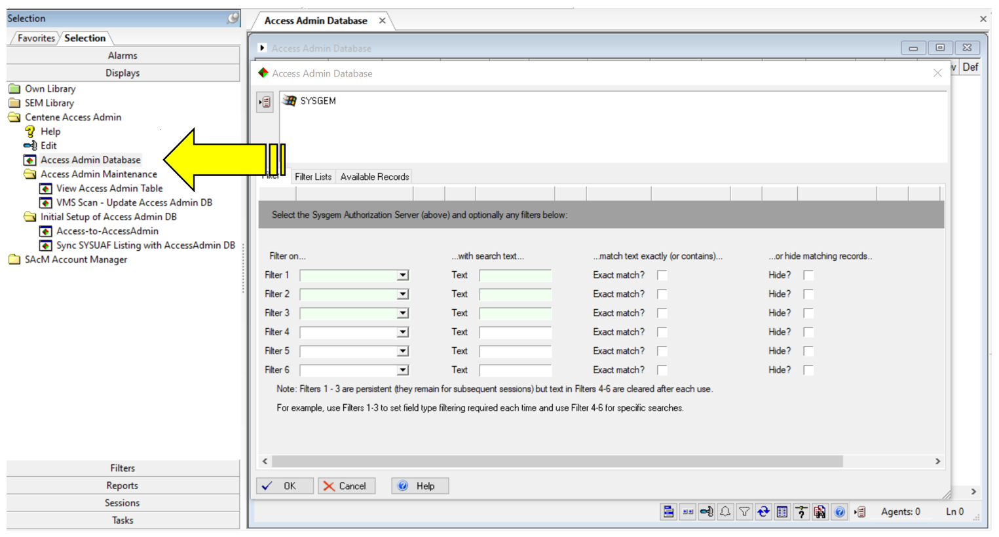 Selection
Favorites Selection
Alarms
Displays
Own Library
SEM Library
Centene Access Admin
Help
Edit
Access Admin Database
Access Admin Maintenance
View Access Admin Table
VMS Scan - Update Access Admin DB
Initial Setup of Access Admin DB
Access-to-AccessAdmin
Sync SYSUAF Listing with AccessAdmin DB
SAcM Account Manager
Filters
Reports
Sessions
Tasks
Access Admin Database
Access Admin Database
Def
Access Admin Database
SYSGEM
Filter Filter Lists Available Records
Select the Sysgem Authorization Server (above) and optionally any filters below:
Filter on... ...with search text... ...match text exactly (or contains)... ...or hide matching records..
Filter 1 Text Exact match? Hide?
Filter 2 Text Exact match? Hide?
Filter 3 Text Exact match? Hide?
Filter 4 Text Exact match? Hide?
Filter 5 Text Exact match? Hide?
Filter 6 Text Exact match? Hide?
Note: Filters 1 - 3 are persistent (they remain for subsequent sessions) but text in Filters 4-6 are cleared after each use.
For example, use Filters 1-3 to set field type filtering required each time and use Filter 4-6 for specific searches.
OK Cancel Help
Agents: 0 Ln 0